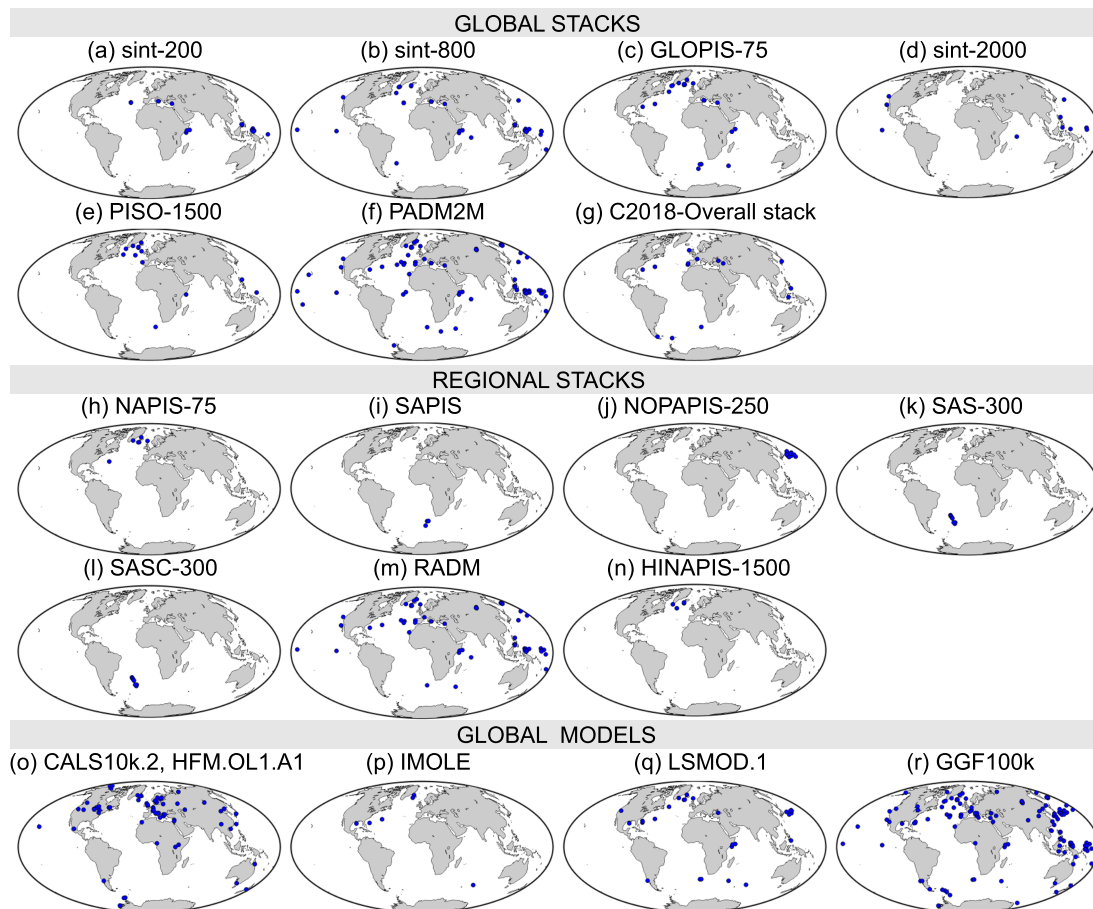 GLOBAL STACKS
(a) sint-200
(b) sint-800
(c) GLOPIS-75
(d) sint-2000
(e) PISO-1500
(f) PADM2M
(g) C2018-Overall stack
REGIONAL STACKS
(h) NAPIS-75
(i) SAPIS
(j) NOPAPIS-250
(k) SAS-300
(l) SASC-300
(m) RADM
(n) HINAPIS-1500
GLOBAL MODELS
(o) CALS10k.2, HFM.OL1.A1
(p) IMOLE
(q) LSMOD.1
(r) GGF100k